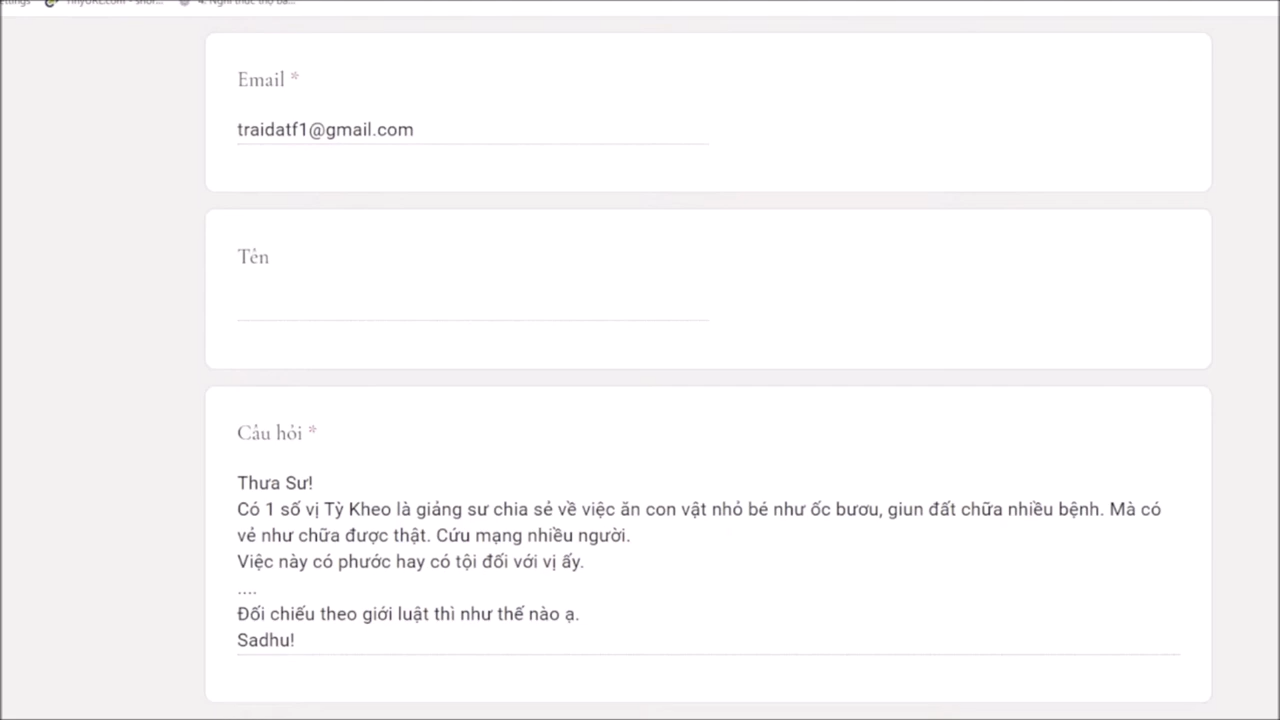 Email *
traidatf1@gmail.com
Tên
Câu hỏi *
Thưa Sư!
Có 1 số vị Tỳ Kheo là giảng sư chia sẻ về việc ăn con vật nhỏ bé như ốc bươu, giun đất chữa nhiều bệnh. Mà có
vẻ như chữa được thật. Cứu mạng nhiều người.
Việc này có phước hay có tội đối với vị ấy.
....
Đối chiếu theo giới luật thì như thế nào ạ.
Sadhu!